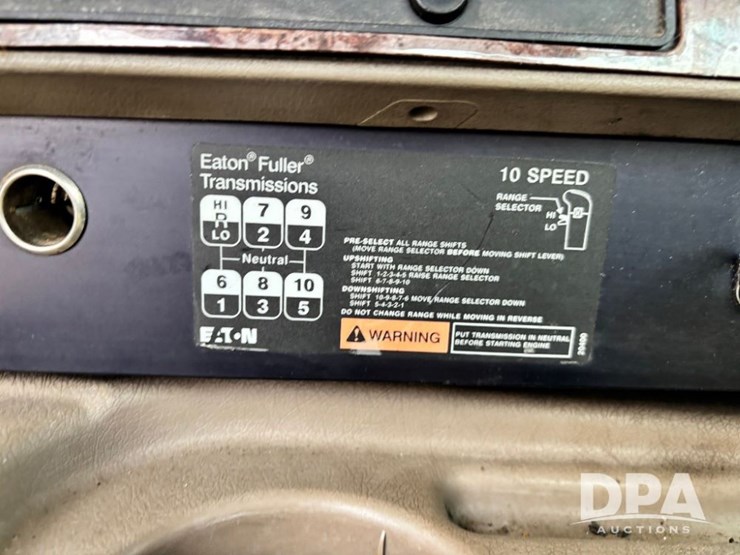 Eaton® Fuller®
Transmissions
10 SPEED
RANGE
SELECTOR
HI
LO
HI
R
LO
7
2
9
4
Neutral
6
1
8
3
10
5
EATON
PRE-SELECT ALL RANGE SHIFTS
(MOVE RANGE SELECTOR BEFORE MOVING SHIFT LEVER)
UPSHIFTING
START WITH RANGE SELECTOR DOWN
SHIFT 1-2-3-4-5 RAISE RANGE SELECTOR
SHIFT 6-7-8-9-10
DOWNSHIFTING
SHIFT 10-9-8-7-6 MOVE RANGE SELECTOR DOWN
SHIFT 5-4-3-2-1
DO NOT CHANGE RANGE WHILE MOVING IN REVERSE
WARNING
PUT TRANSMISSION IN NEUTRAL
BEFORE STARTING ENGINE
DPA
AUCTIONS